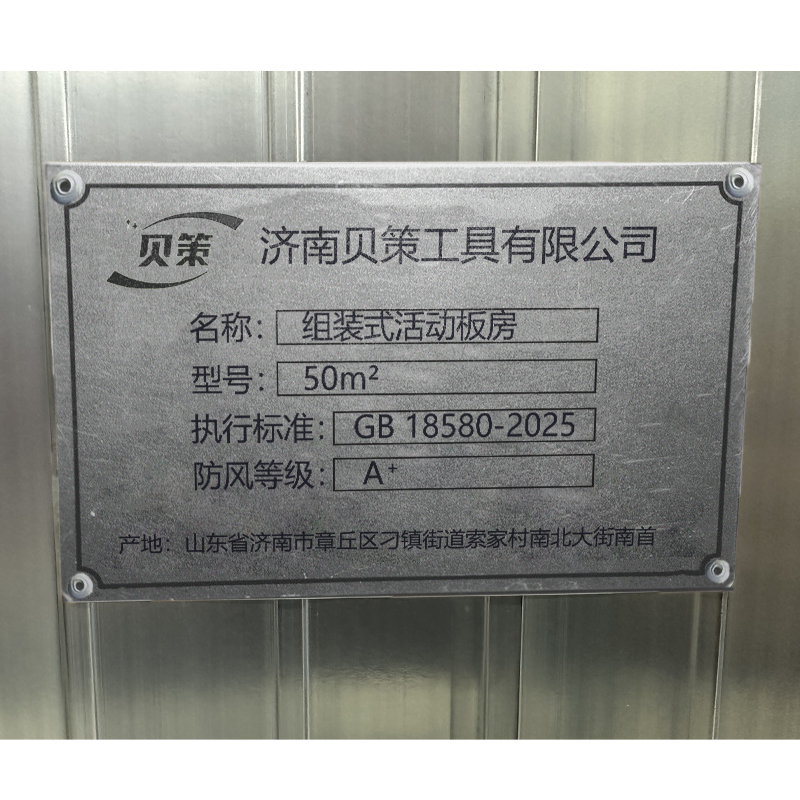 贝策 济南贝策工具有限公司
名称：组装式活动板房
型号：50m²
执行标准：GB 18580-2025
防风等级：A⁺
产地：山东省济南市章丘区刁镇街道索家村南北大街南首